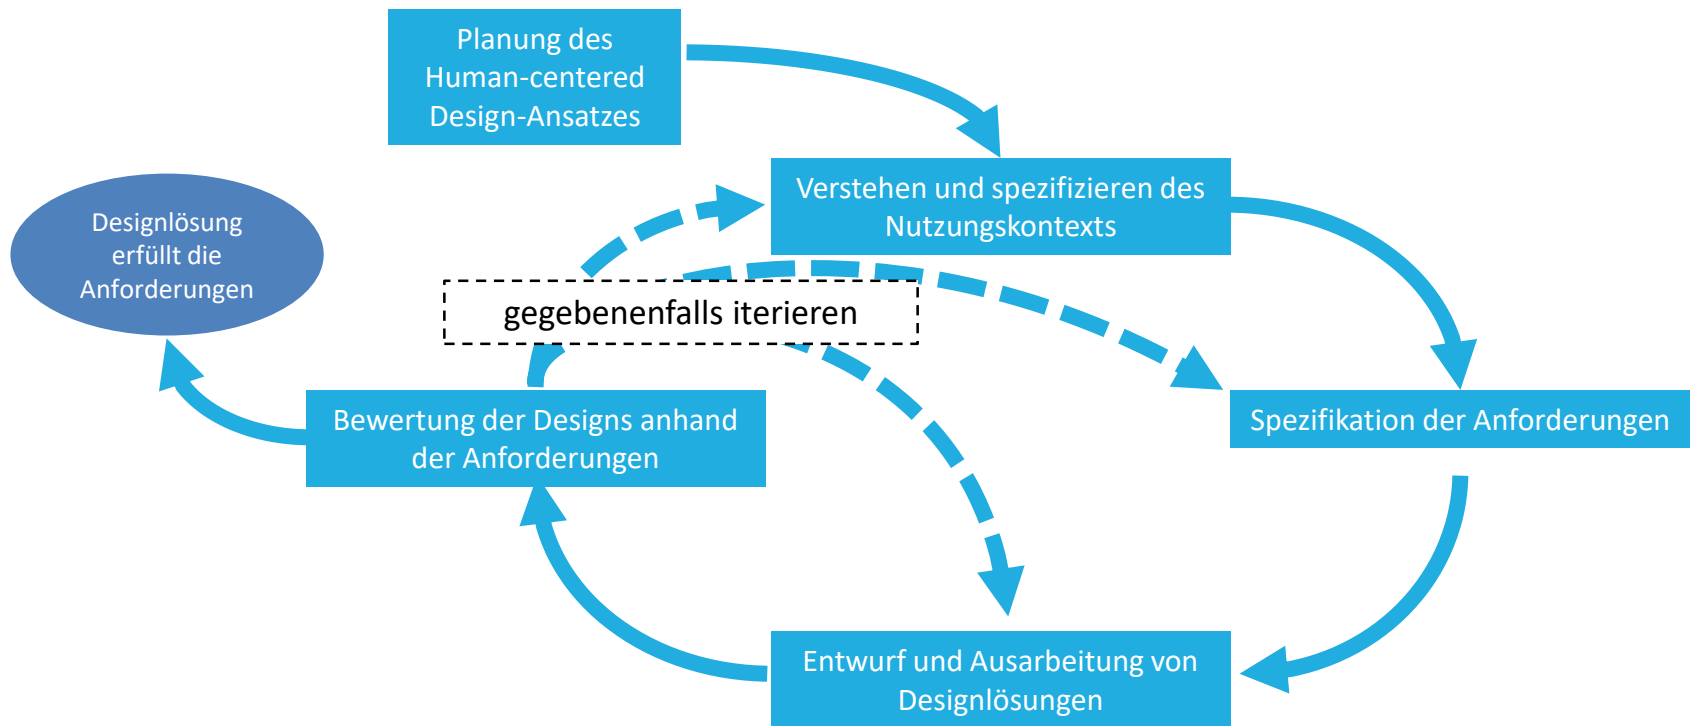 Planung des
Human-centered
Design-Ansatzes
Verstehen und spezifizieren des
Nutzungskontexts
Designlösung
erfüllt die
Anforderungen
gegebenenfalls iterieren
Bewertung der Designs anhand
der Anforderungen
Spezifikation der Anforderungen
Entwurf und Ausarbeitung von
Designlösungen